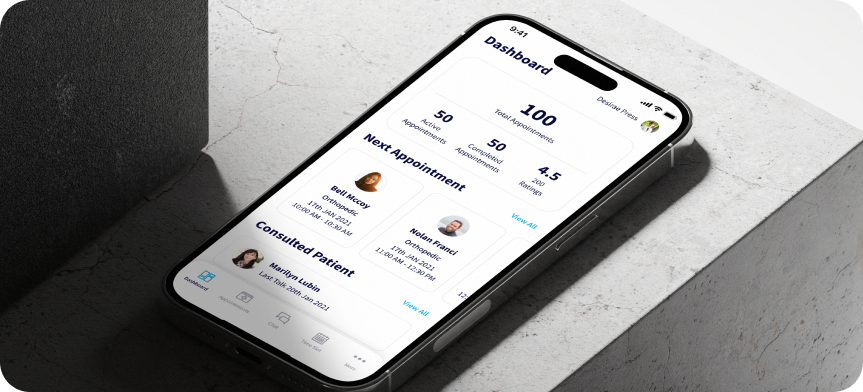 9:41
Dashboard
Desirae Press
100
Total Appointments
50
Active
Appointments
50
Completed
Appointments
4.5
200
Ratings
Next Appointment
View All
Bell Mccoy
Orthopedic
17th JAN 2021
10:00 AM - 10:30 AM
Nolan Franci
Orthopedic
17th JAN 2021
11:00 AM - 12:30 PM
12:
Consulted Patient
View All
Marilyn Lubin
Last Talk 20th Jan 2021
Dashboard
Appointments
Chat
More